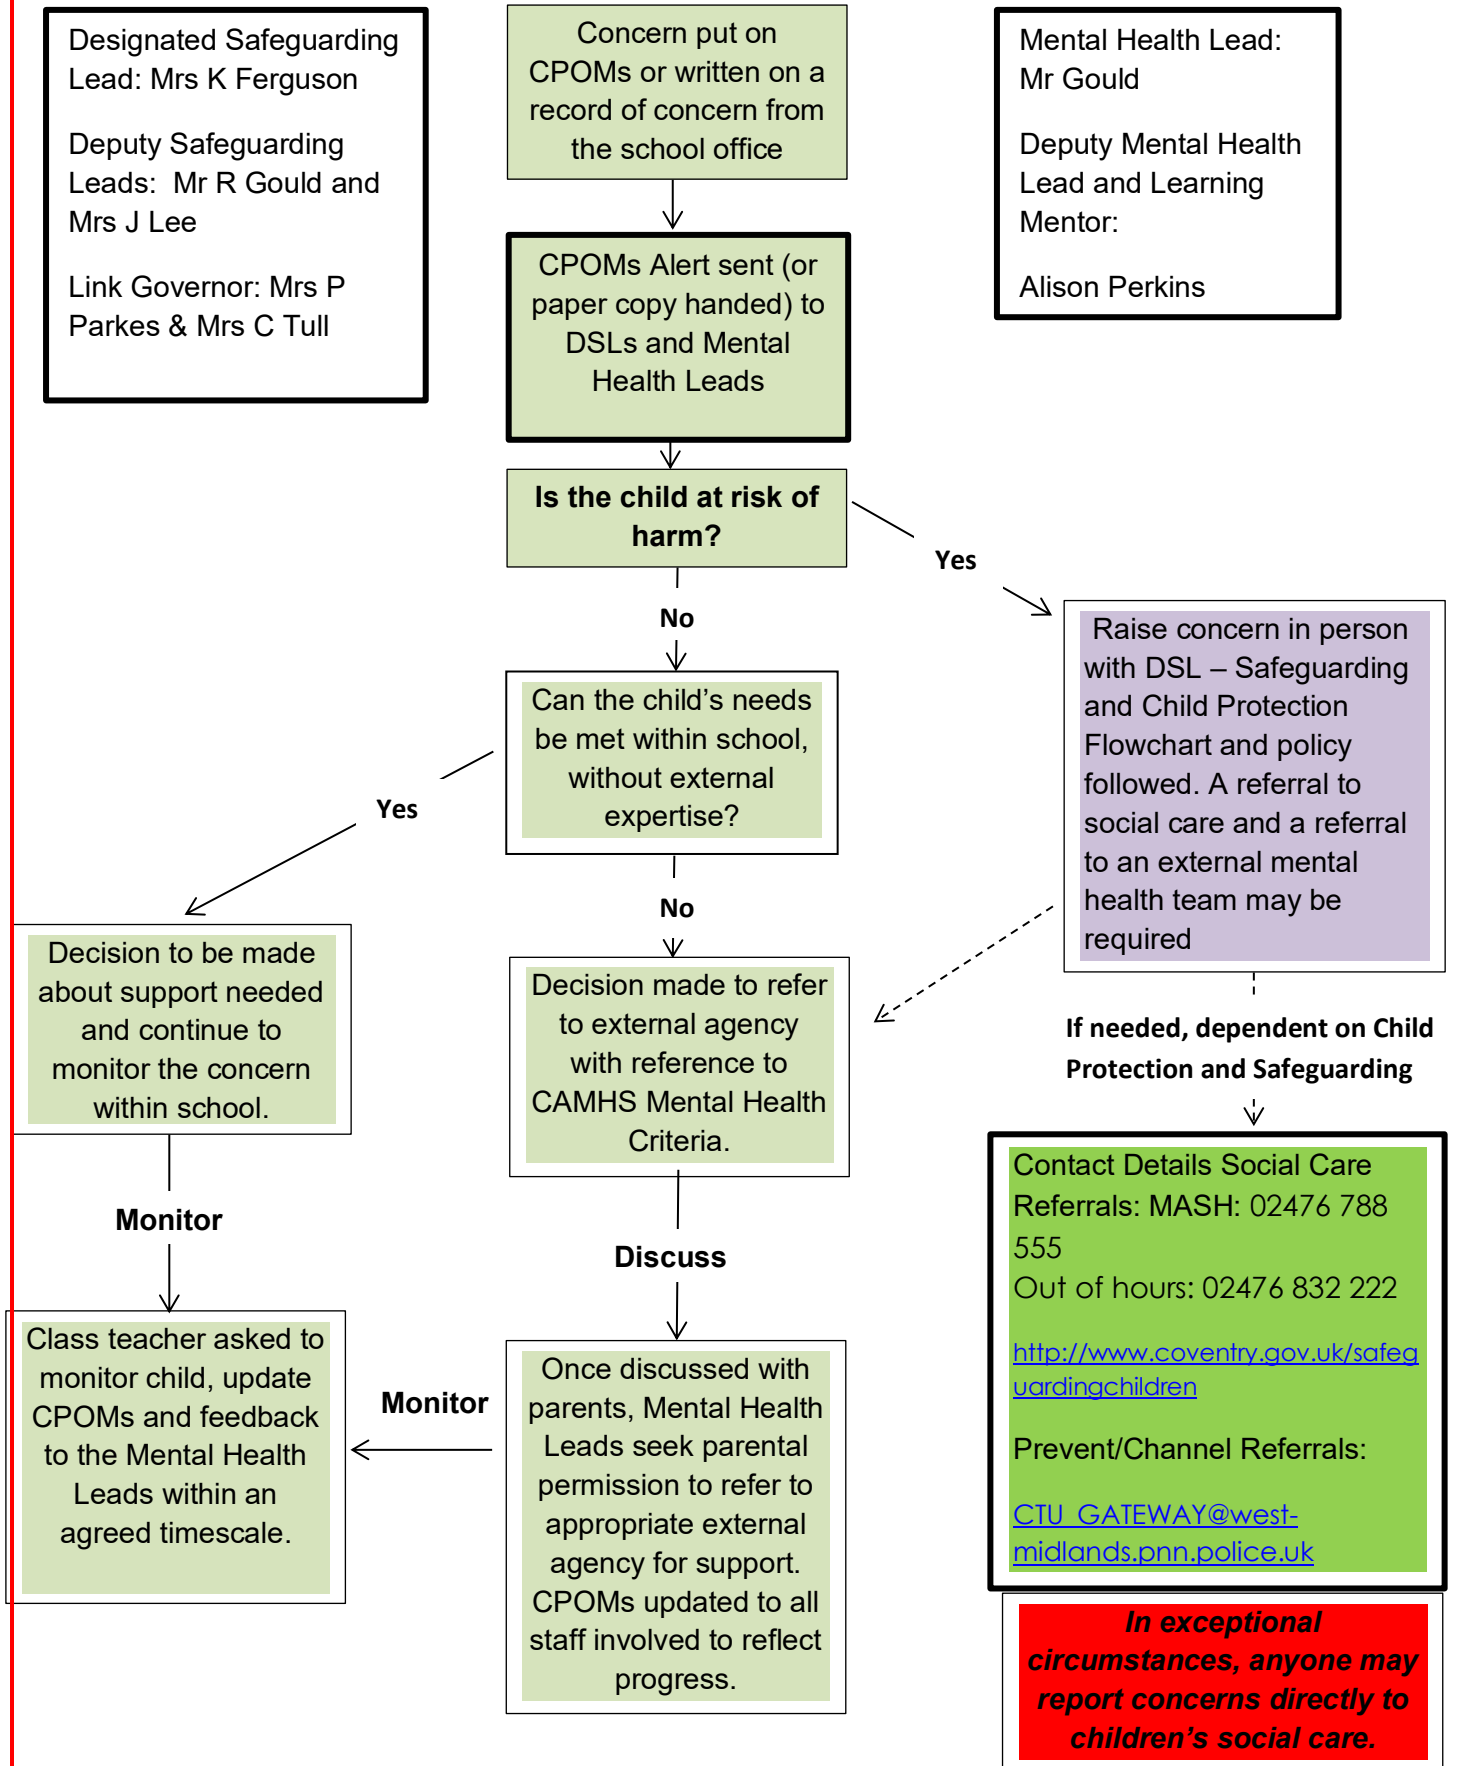 Designated Safeguarding
Lead: Mrs K Ferguson
Deputy Safeguarding
Leads:  Mr R Gould and
Mrs J Lee
Link Governor: Mrs P
Parkes & Mrs C Tull
Concern put on
CPOMs or written on a
record of concern from
the school office
Mental Health Lead:
Mr Gould
Deputy Mental Health
Lead and Learning
Mentor:
Alison Perkins
CPOMs Alert sent (or
paper copy handed) to
DSLs and Mental
Health Leads
Is the child at risk of
harm?
Yes
No
Raise concern in person
with DSL – Safeguarding
and Child Protection
Flowchart and policy
followed. A referral to
social care and a referral
to an external mental
health team may be
required
Can the child’s needs
be met within school,
without external
expertise?
Yes
No
Decision to be made
about support needed
and continue to
monitor the concern
within school.
Decision made to refer
to external agency
with reference to
CAMHS Mental Health
Criteria.
If needed, dependent on Child
Protection and Safeguarding
Monitor
Discuss
Contact Details Social Care
Referrals: MASH: 02476 788
555
Out of hours: 02476 832 222
http://www.coventry.gov.uk/safeg
uardingchildren
Prevent/Channel Referrals:
CTU_GATEWAY@west-
midlands.pnn.police.uk
Class teacher asked to
monitor child, update
CPOMs and feedback
to the Mental Health
Leads within an
agreed timescale.
Monitor
Once discussed with
parents, Mental Health
Leads seek parental
permission to refer to
appropriate external
agency for support.
CPOMs updated to all
staff involved to reflect
progress.
In exceptional
circumstances, anyone may
report concerns directly to
children’s social care.